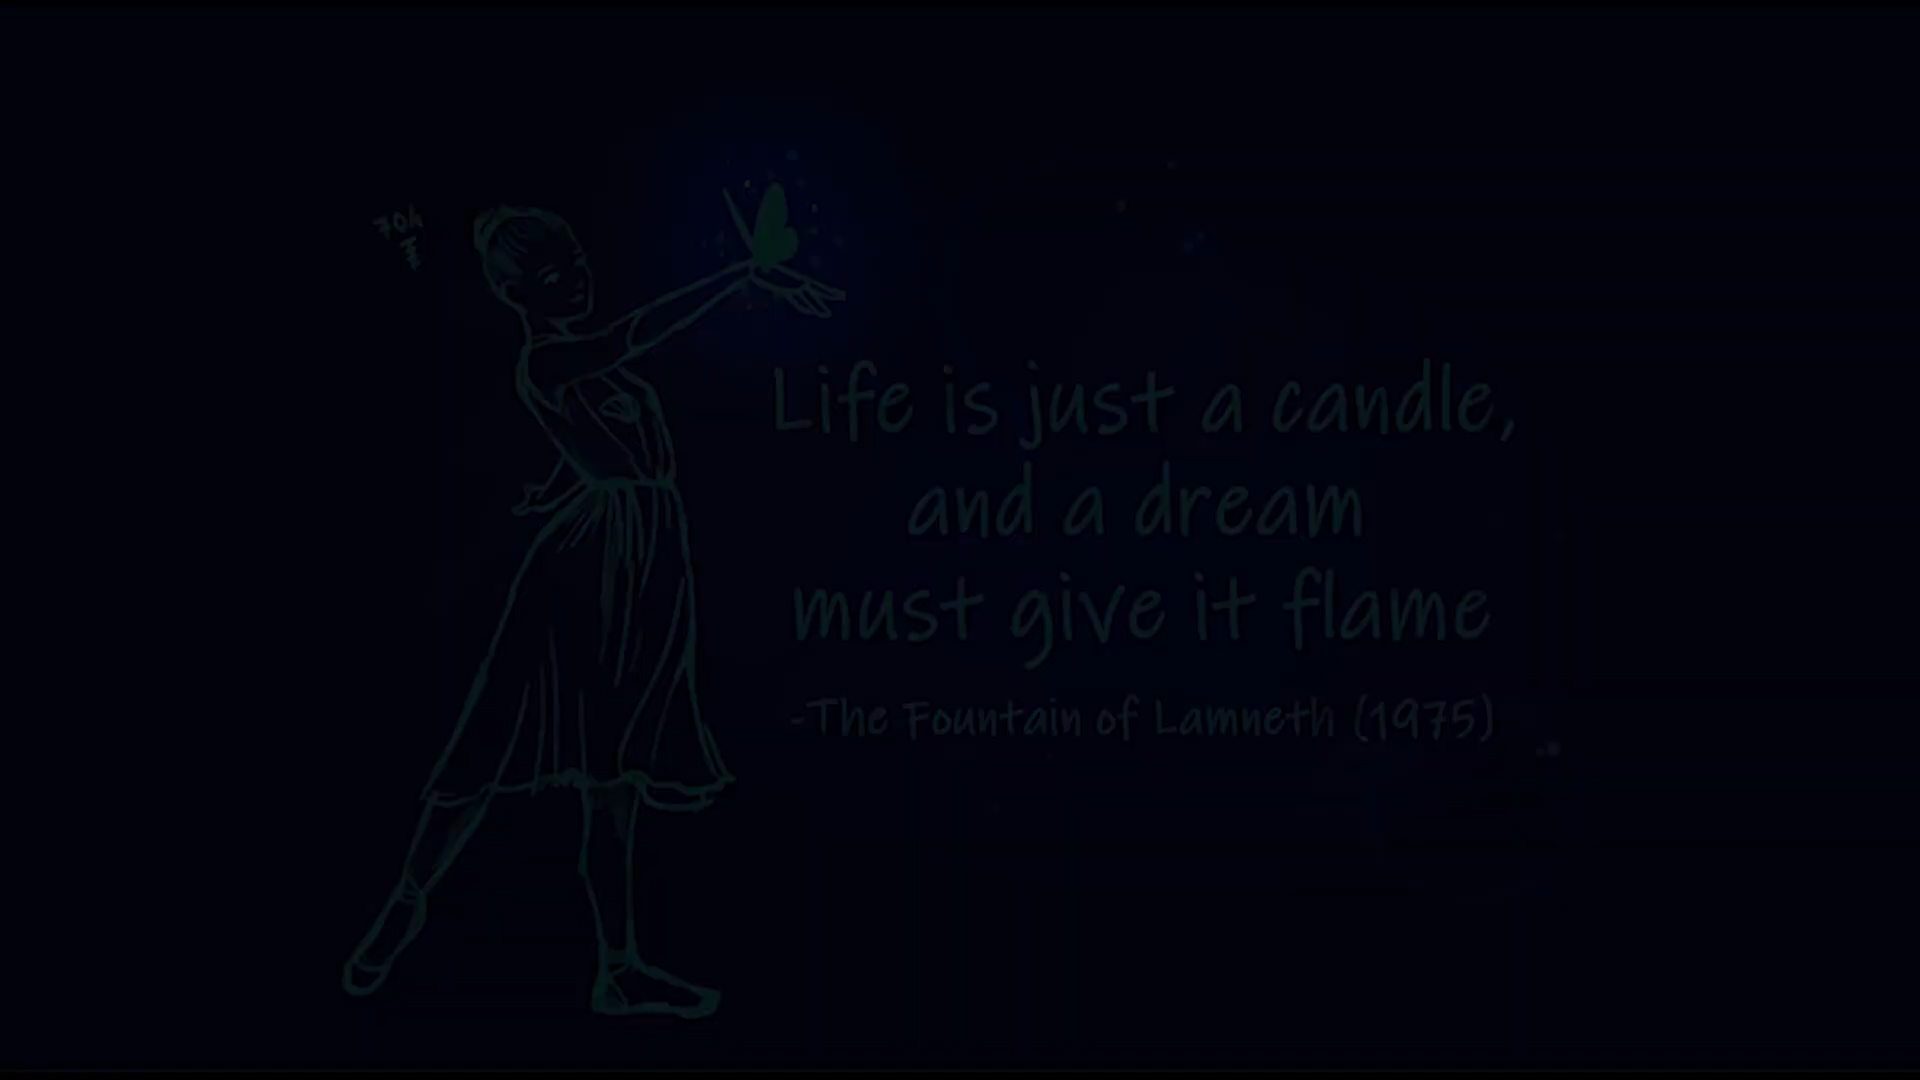 Life is just a candle,
and a dream
must give it flame
-The Fountain of Lamneth (1975)